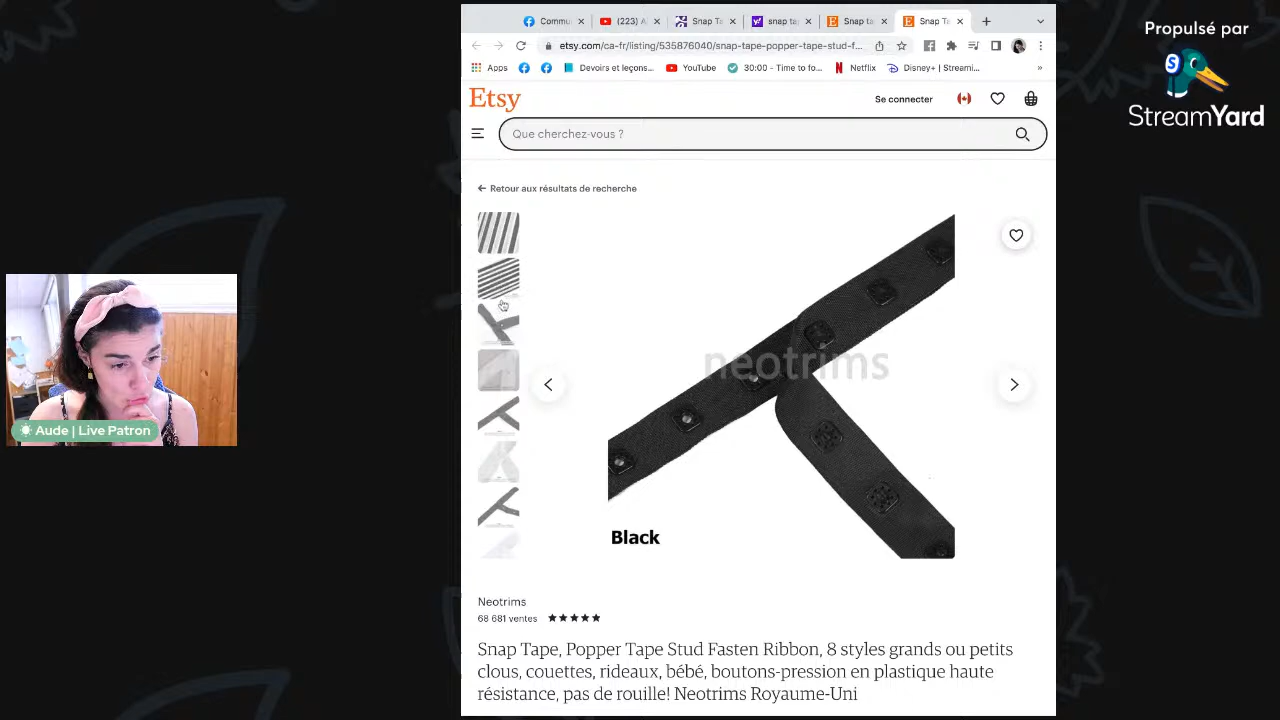 Commu
(223) A
Snap Ta
snap ta
Snap ta
Snap Ta
etsy.com/ca-fr/listing/535876040/snap-tape-popper-tape-stud-f...
Apps
Devoirs et leçons...
YouTube
30:00 - Time to fo...
Netflix
Disney+ | Streami...
»
Etsy
Se connecter
Que cherchez-vous ?
Retour aux résultats de recherche
neotrims
Black
Neotrims
68 681 ventes
Snap Tape, Popper Tape Stud Fasten Ribbon, 8 styles grands ou petits
clous, couettes, rideaux, bébé, boutons-pression en plastique haute
résistance, pas de rouille! Neotrims Royaume-Uni
Aude | Live Patron
Propulsé par
StreamYard